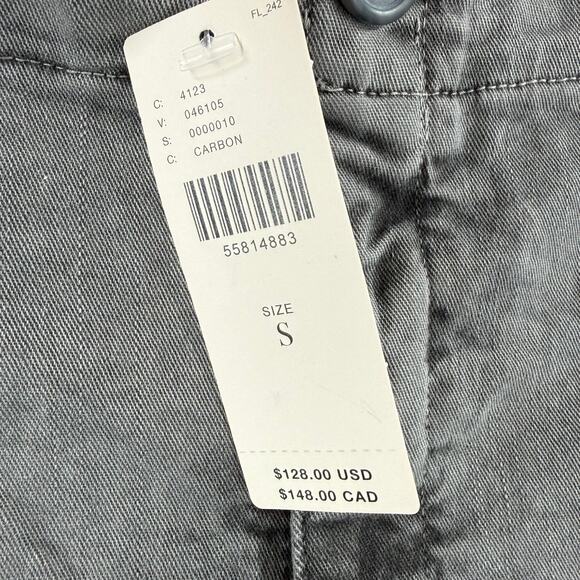 FL_242
C: 4123
V: 046105
S: 0000010
C: CARBON
55814883
SIZE
S
$128.00 USD
$148.00 CAD